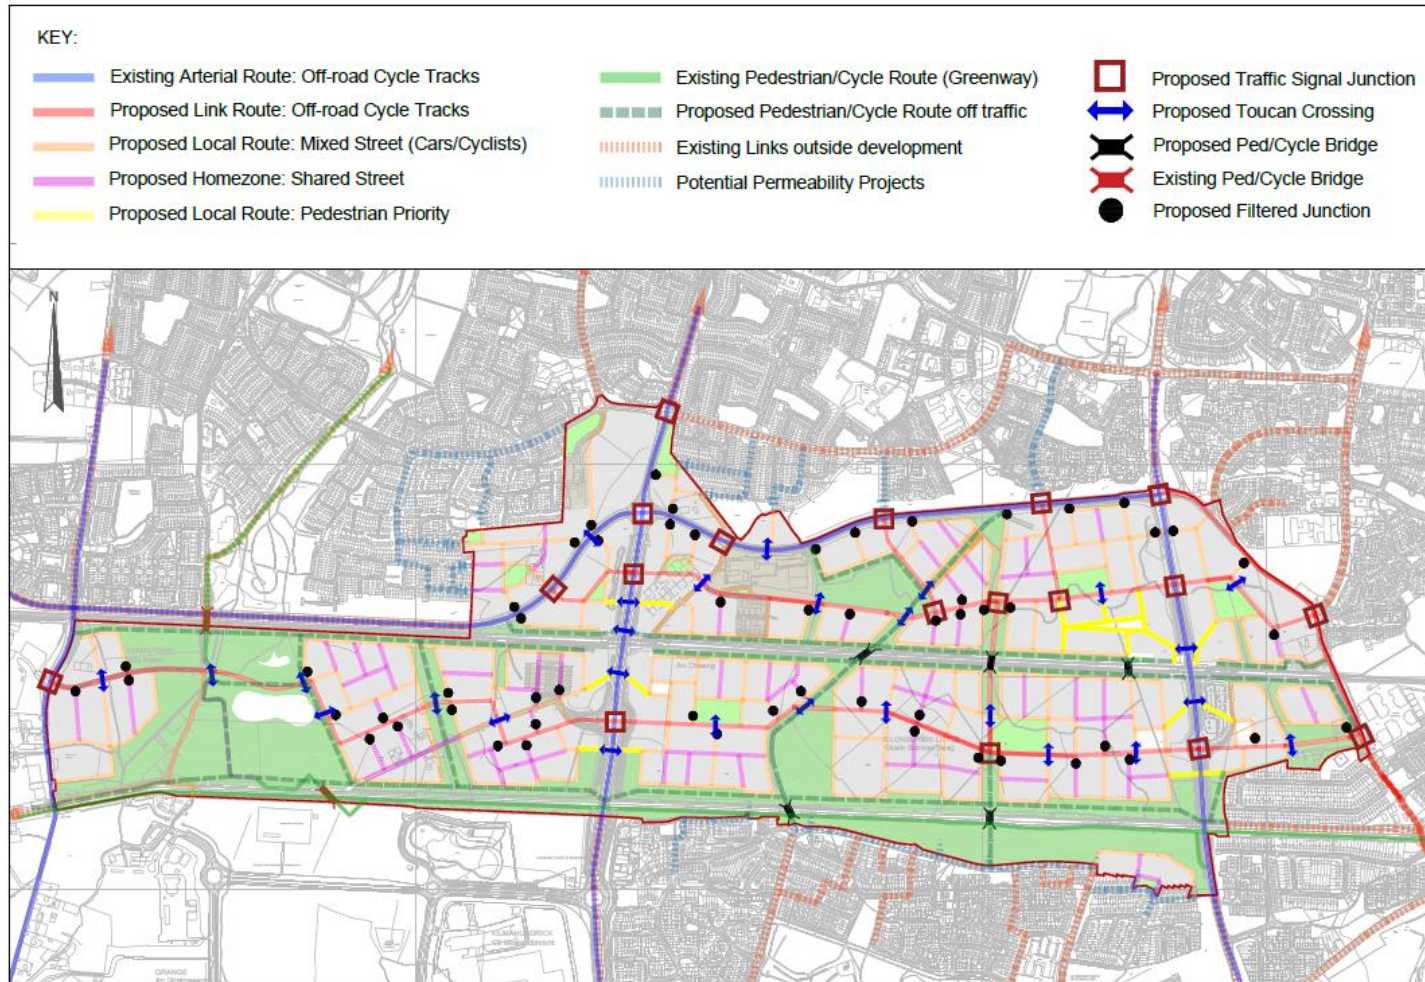 KEY:
Existing Arterial Route: Off-road Cycle Tracks
Proposed Link Route: Off-road Cycle Tracks
Proposed Local Route: Mixed Street (Cars/Cyclists)
Proposed Homezone: Shared Street
Proposed Local Route: Pedestrian Priority
Existing Pedestrian/Cycle Route (Greenway)
Proposed Pedestrian/Cycle Route off traffic
Existing Links outside development
Potential Permeability Projects
Proposed Traffic Signal Junction
Proposed Toucan Crossing
Proposed Ped/Cycle Bridge
Existing Ped/Cycle Bridge
Proposed Filtered Junction
N
GRANGE